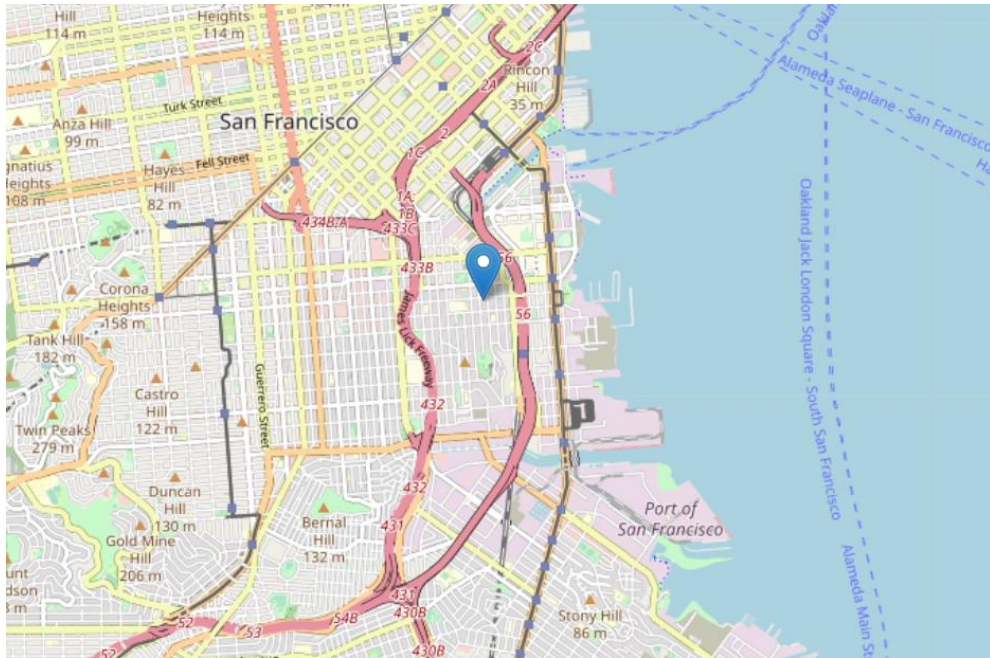 Hill
114 m
Heights
114 m
2C
Rincon
Hill
35 m
2A
Oakl
Alameda Seaplane - San Francisco
Ha
Turk Street
San Francisco
2
Anza Hill
99 m
1C
Fell Street
gnatius
Heights
108 m
Hayes
Hill
82 m
1A
1B
433C
434B-A
433B
56
Corona
Heights
158 m
James Lick Freeway
56
Tank Hill
182 m
Guerrero Street
Castro
Hill
122 m
432
Twin Peaks
279 m
Oakland Jack London Square - South San Francisco
Duncan
Hill
130 m
432
Bernal
Hill
132 m
431
Port of
San Francisco
Gold Mine
Hill
206 m
Alameda Main St
431
430B
Stony Hill
86 m
52
53
54B
52
430B